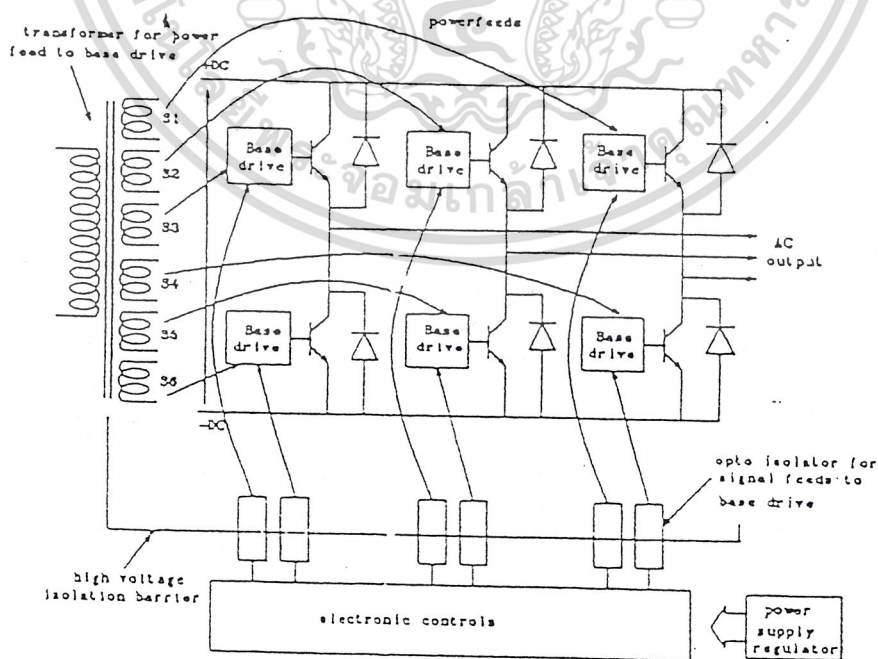 transformer for power
feed to base drive
powerfeeds
+DC
S1
S2
S3
S4
S5
S6
Base
drive
Base
drive
Base
drive
AC
output
Base
drive
Base
drive
Base
drive
-DC
opto isolator for
signal feeds to
base drive
high voltage
isolation barrier
electronic controls
power
supply
regulator